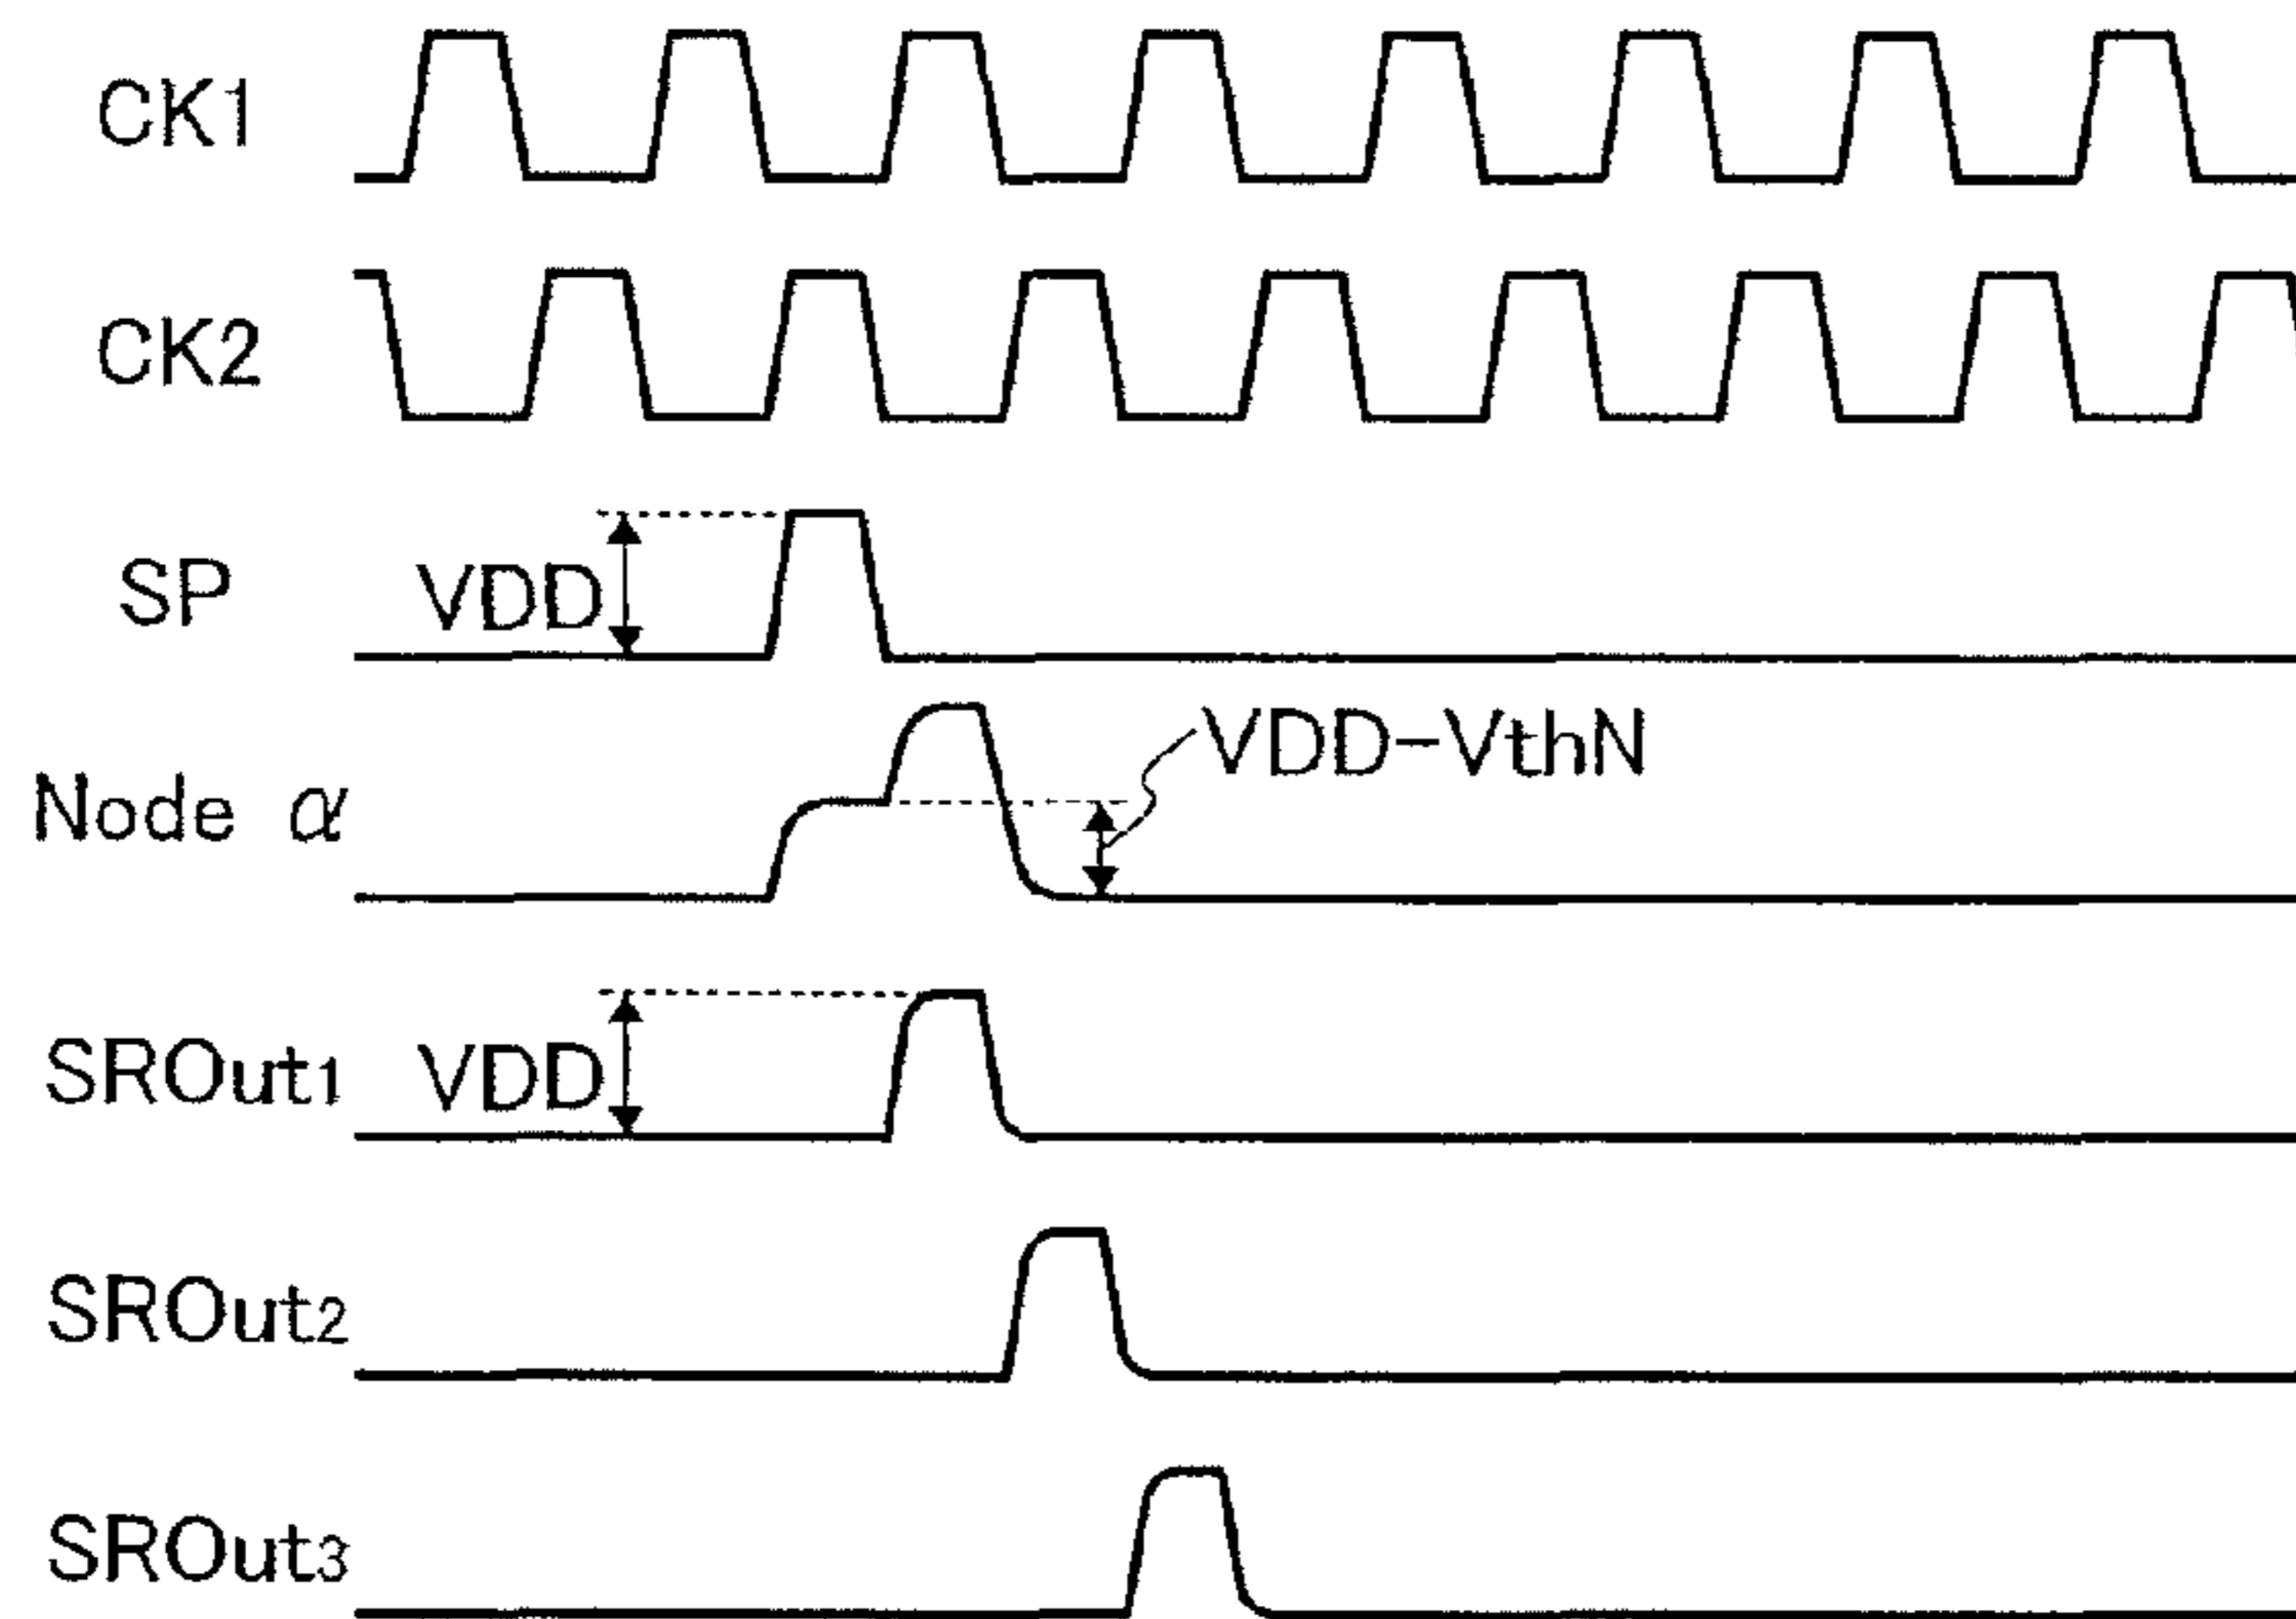 CK1
CK2
SP
VDD
VDD-VthN
Node α
SROut1
VDD
SROut2
SROut3